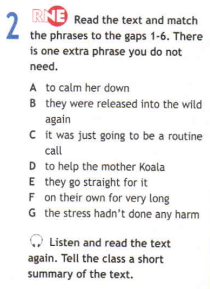 2 RNE Read the text and match
the phrases to the gaps 1-6. There
is one extra phrase you do not
need.
A to calm her down
B they were released into the wild
again
C it was just going to be a routine
call
D to help the mother Koala
E they go straight for it
F on their own for very long
G the stress hadn't done any harm
Listen and read the text
again. Tell the class a short
summary of the text.